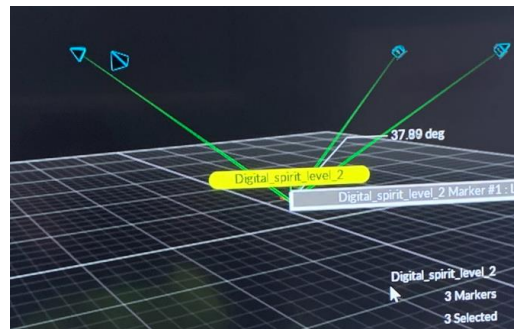 37.89 deg
Digital_spirit_level_2
Digital_spirit_level_2 Marker #1 : L
Digital_spirit_level_2
3 Markers
3 Selected